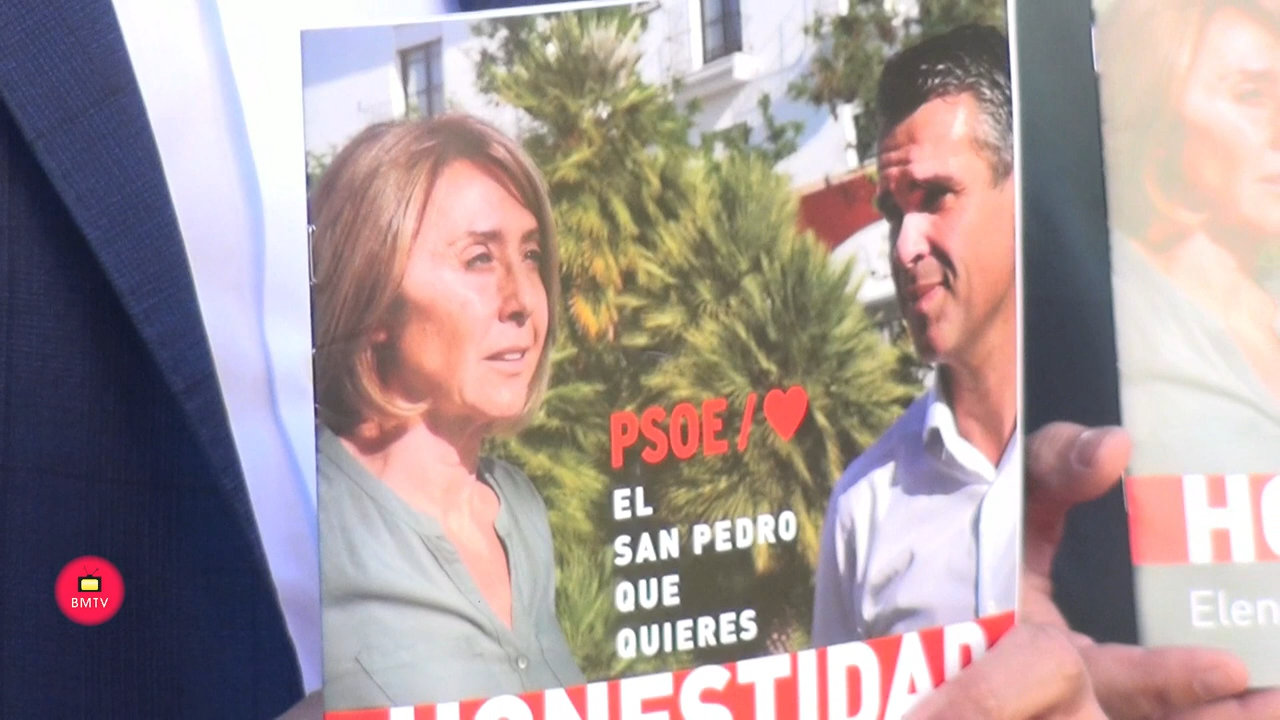 PSOE/♥
EL
SAN PEDRO
QUE
QUIERES
HONESTIDAD
HO
Elen
BMTV